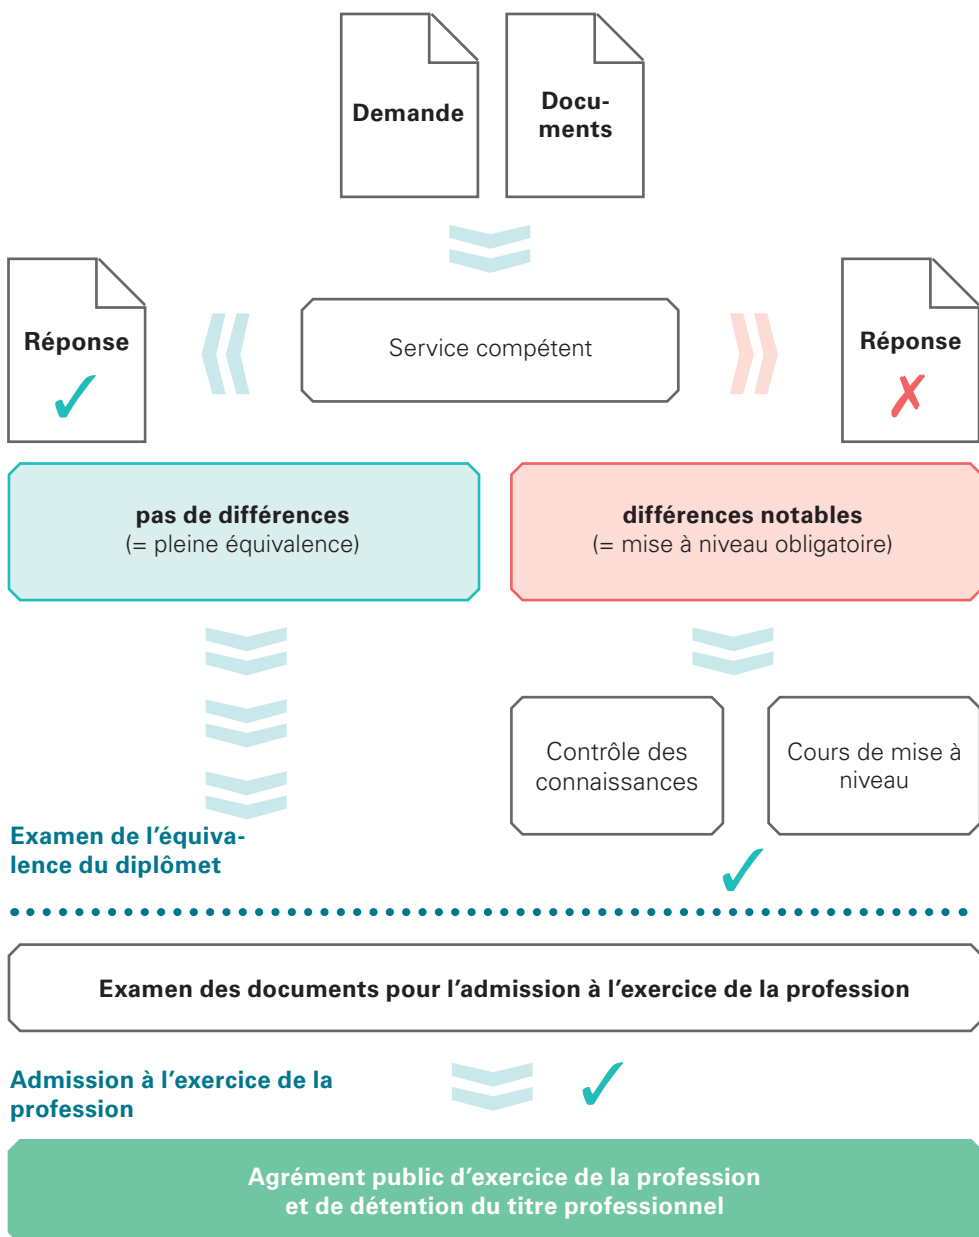 Demande
Docu-
ments
Réponse
Service compétent
Réponse
pas de différences
(= pleine équivalence)
différences notables
(= mise à niveau obligatoire)
Contrôle des
connaissances
Cours de mise à
niveau
Examen de l’équiva-
lence du diplômet
Examen des documents pour l’admission à l’exercice de la profession
Admission à l’exercice de la
profession
Agrément public d’exercice de la profession
et de détention du titre professionnel